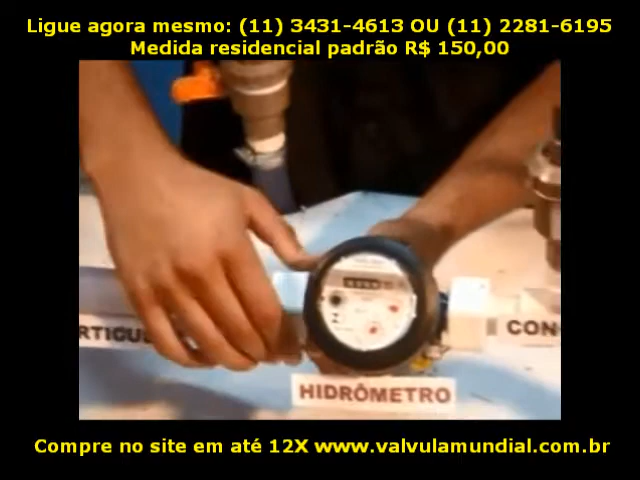 Ligue agora mesmo: (11) 3431-4613 OU (11) 2281-6195
Medida residencial padrão R$ 150,00
RTICUL
CON
HIDRÔMETRO
Compre no site em até 12X www.valvulamundial.com.br